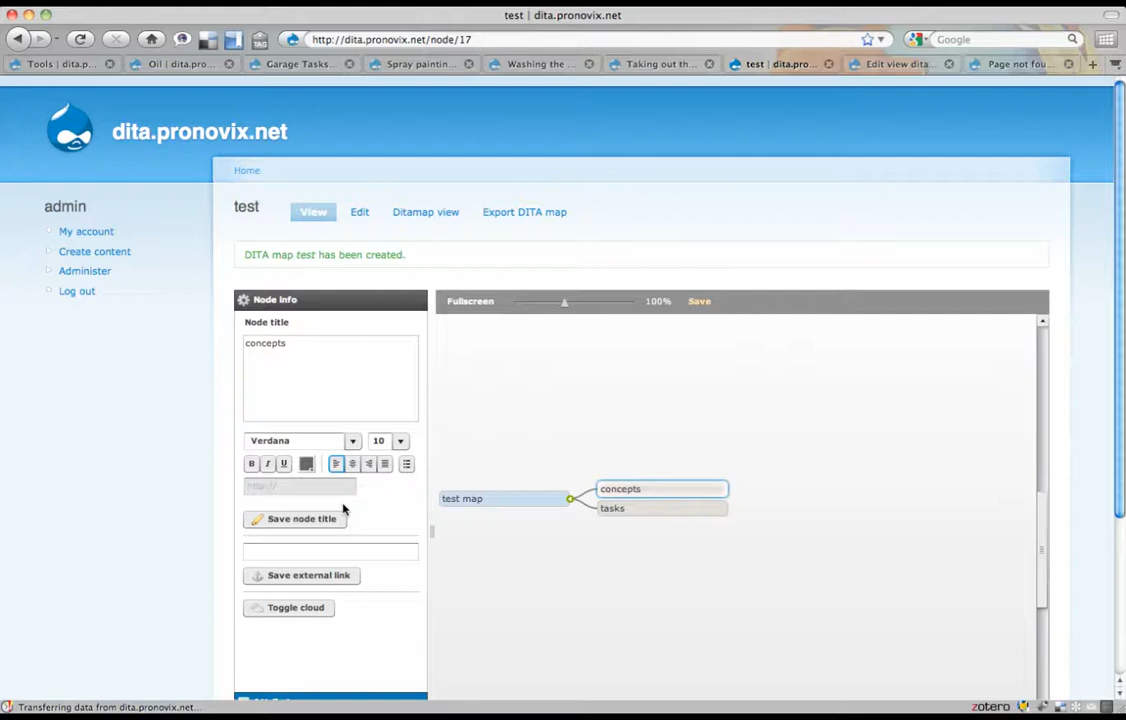 test | dita.pronovix.net
http://dita.pronovix.net/node/17
TAG
Google
Tools | dita.p...
Oil | dita.pro...
Garage Tasks...
Spray paintin...
Washing the ...
Taking out th...
test | dita.pro...
Edit view dita...
Page not fou...
dita.pronovix.net
Home
admin
My account
Create content
Administer
Log out
test
View
Edit
Ditamap view
Export DITA map
DITA map test has been created.
Node info
Node title
concepts
Verdana
10
B I U
http://
Save node title
Save external link
Toggle cloud
Fullscreen
100%
Save
test map
concepts
tasks
Transferring data from dita.pronovix.net...
zotero